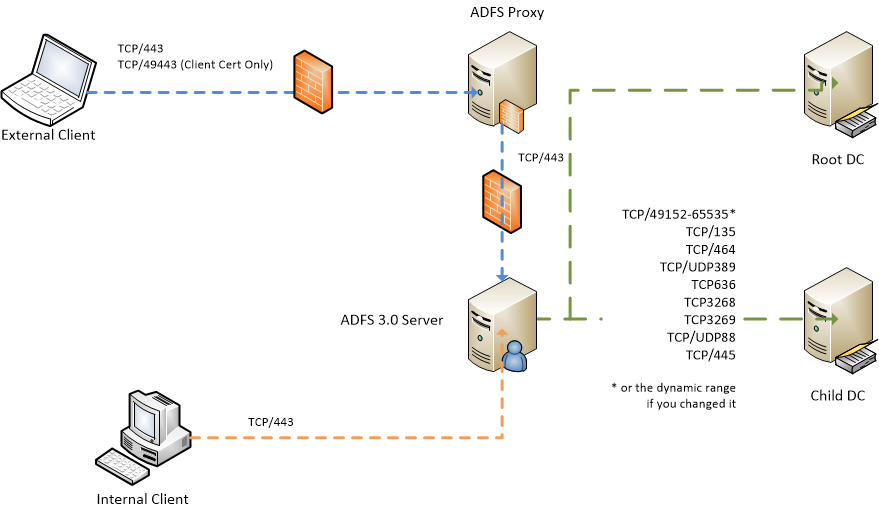 ADFS Proxy
TCP/443
TCP/49443 (Client Cert Only)
External Client
TCP/443
Root DC
TCP/49152-65535*
TCP/135
TCP/464
TCP/UDP389
TCP636
TCP3268
TCP3269
TCP/UDP88
TCP/445
ADFS 3.0 Server
* or the dynamic range
if you changed it
Child DC
TCP/443
Internal Client